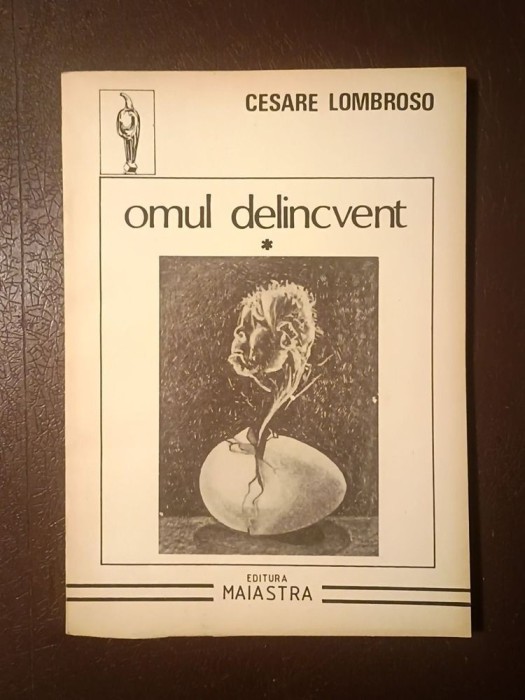 CESARE LOMBROSO
omul delincvent
*
EDITURA
MAIASTRA